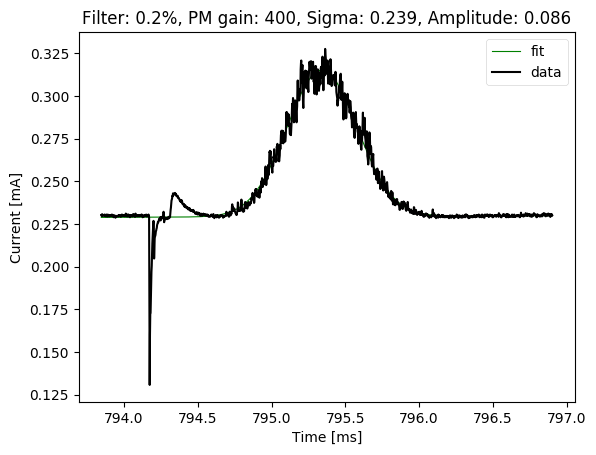 Filter: 0.2%, PM gain: 400, Sigma: 0.239, Amplitude: 0.086
fit
data
0.325
0.300
0.275
0.250
0.225
0.200
0.175
0.150
0.125
Current [mA]
794.0 794.5 795.0 795.5 796.0 796.5 797.0
Time [ms]